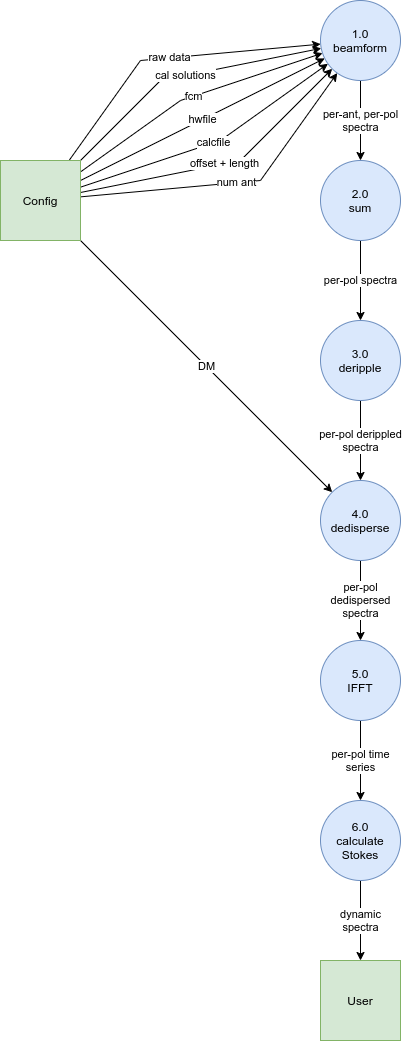 1.0
beamform
raw data
cal solutions
fcm
hwfile
calcfile
offset + length
num ant
per-ant, per-pol
spectra
Config
2.0
sum
per-pol spectra
3.0
deripple
DM
per-pol derippled
spectra
4.0
dedisperse
per-pol
dedispersed
spectra
5.0
IFFT
per-pol time
series
6.0
calculate
Stokes
dynamic
spectra
User